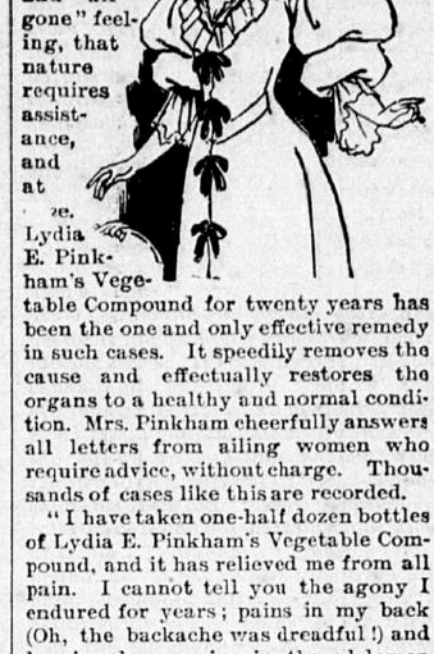 gone" feel-
ing, that
nature
requires
assist-
ance,
and
at
Lydia
E. Pink-
ham's Vege-
table Compound for twenty years has
been the one and only effective remedy
in such cases. It speedily removes the
cause and effectually restores the
organs to a healthy and normal condi-
tion. Mrs. Pinkham cheerfully answers
all letters from ailing women who
require advice, without charge. Thou-
sands of cases like this are recorded.
"I have taken one-half dozen bottles
of Lydia E. Pinkham's Vegetable Com-
pound, and it has relieved me from all
pain. I cannot tell you the agony I
endured for years; pains in my back
(Oh, the backache was dreadful!) and